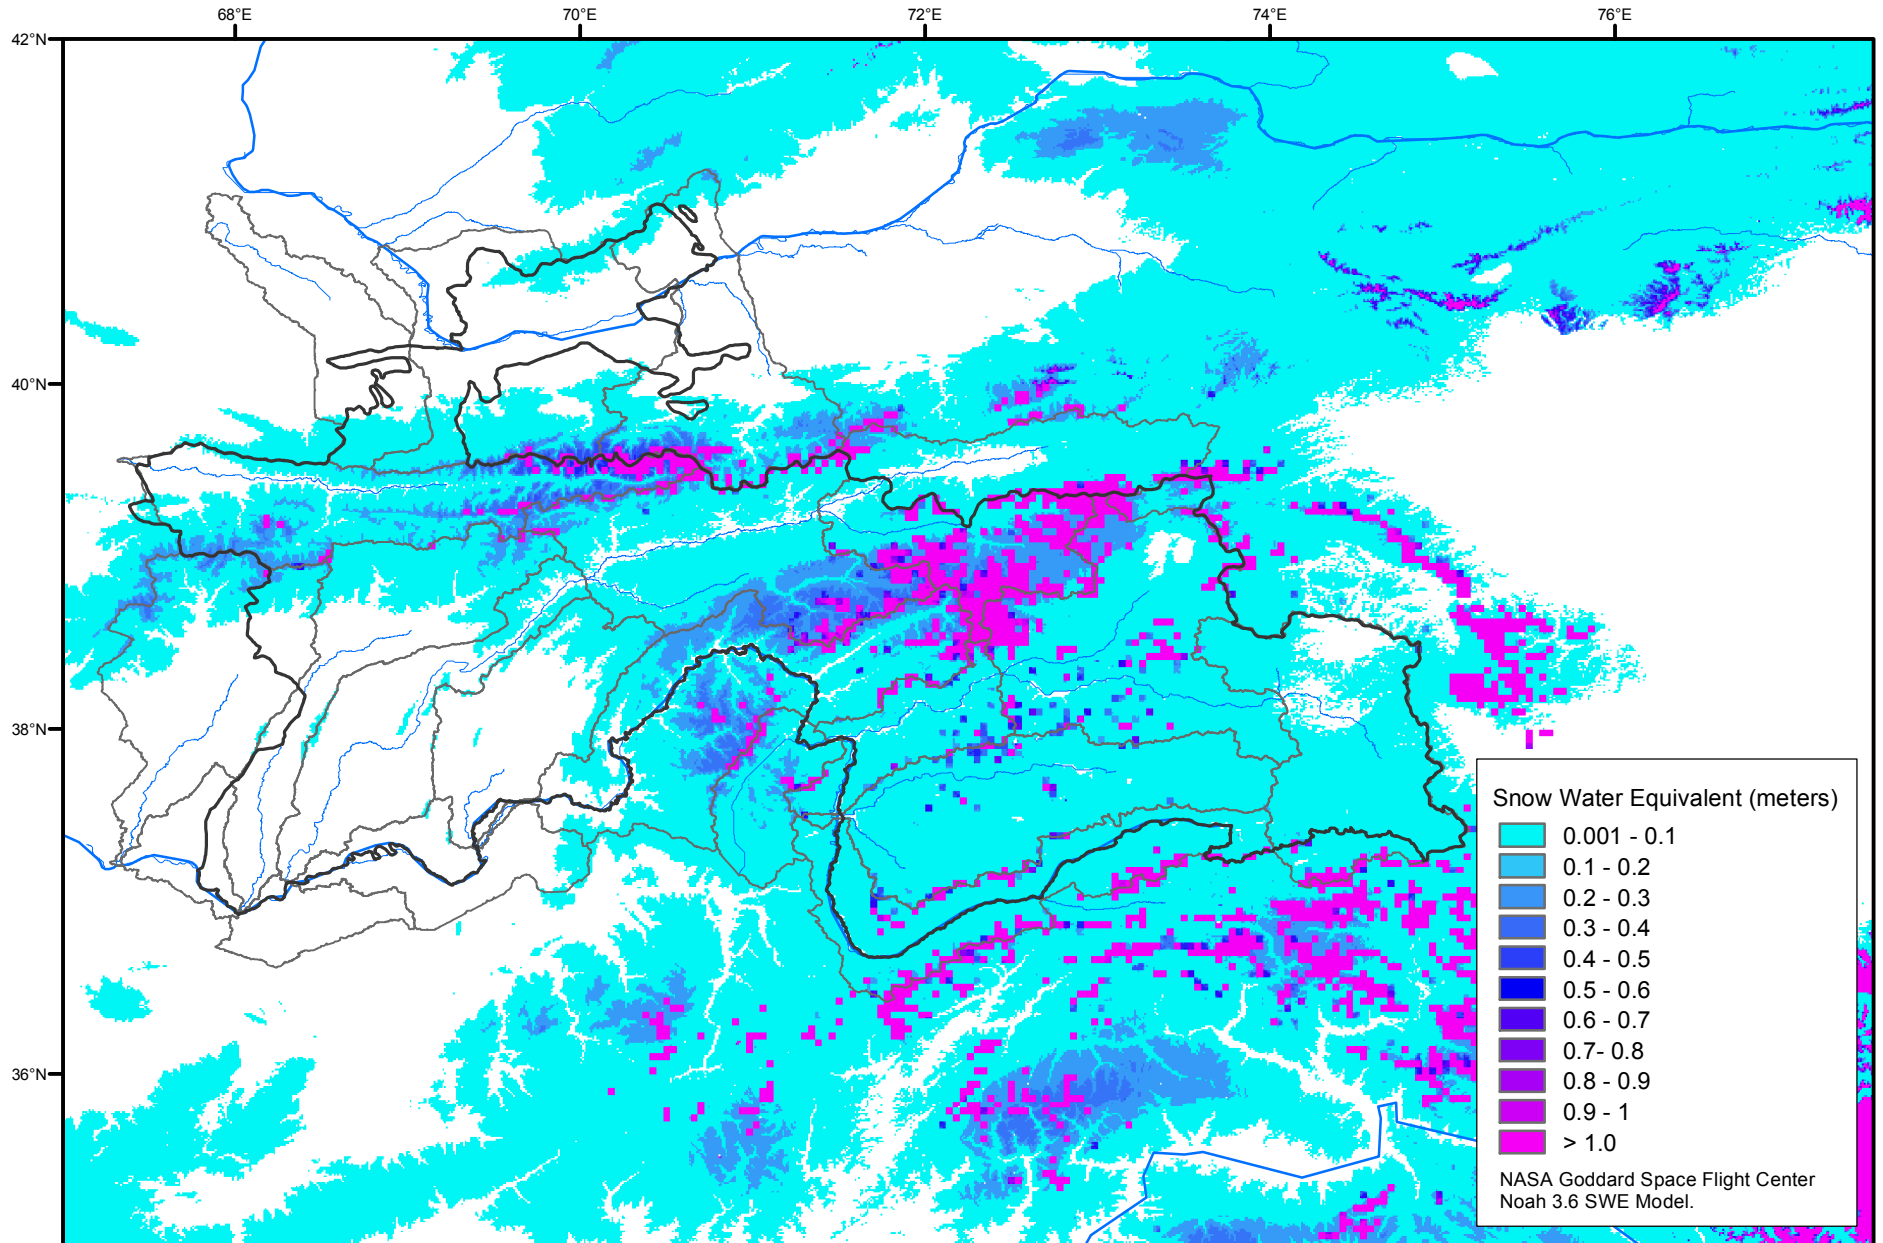 68°E
70°E
72°E
74°E
76°E
42°N
40°N
38°N
36°N
Snow Water Equivalent (meters)
0.001 - 0.1
0.1 - 0.2
0.2 - 0.3
0.3 - 0.4
0.4 - 0.5
0.5 - 0.6
0.6 - 0.7
0.7- 0.8
0.8 - 0.9
0.9 - 1
> 1.0
NASA Goddard Space Flight Center
Noah 3.6 SWE Model.